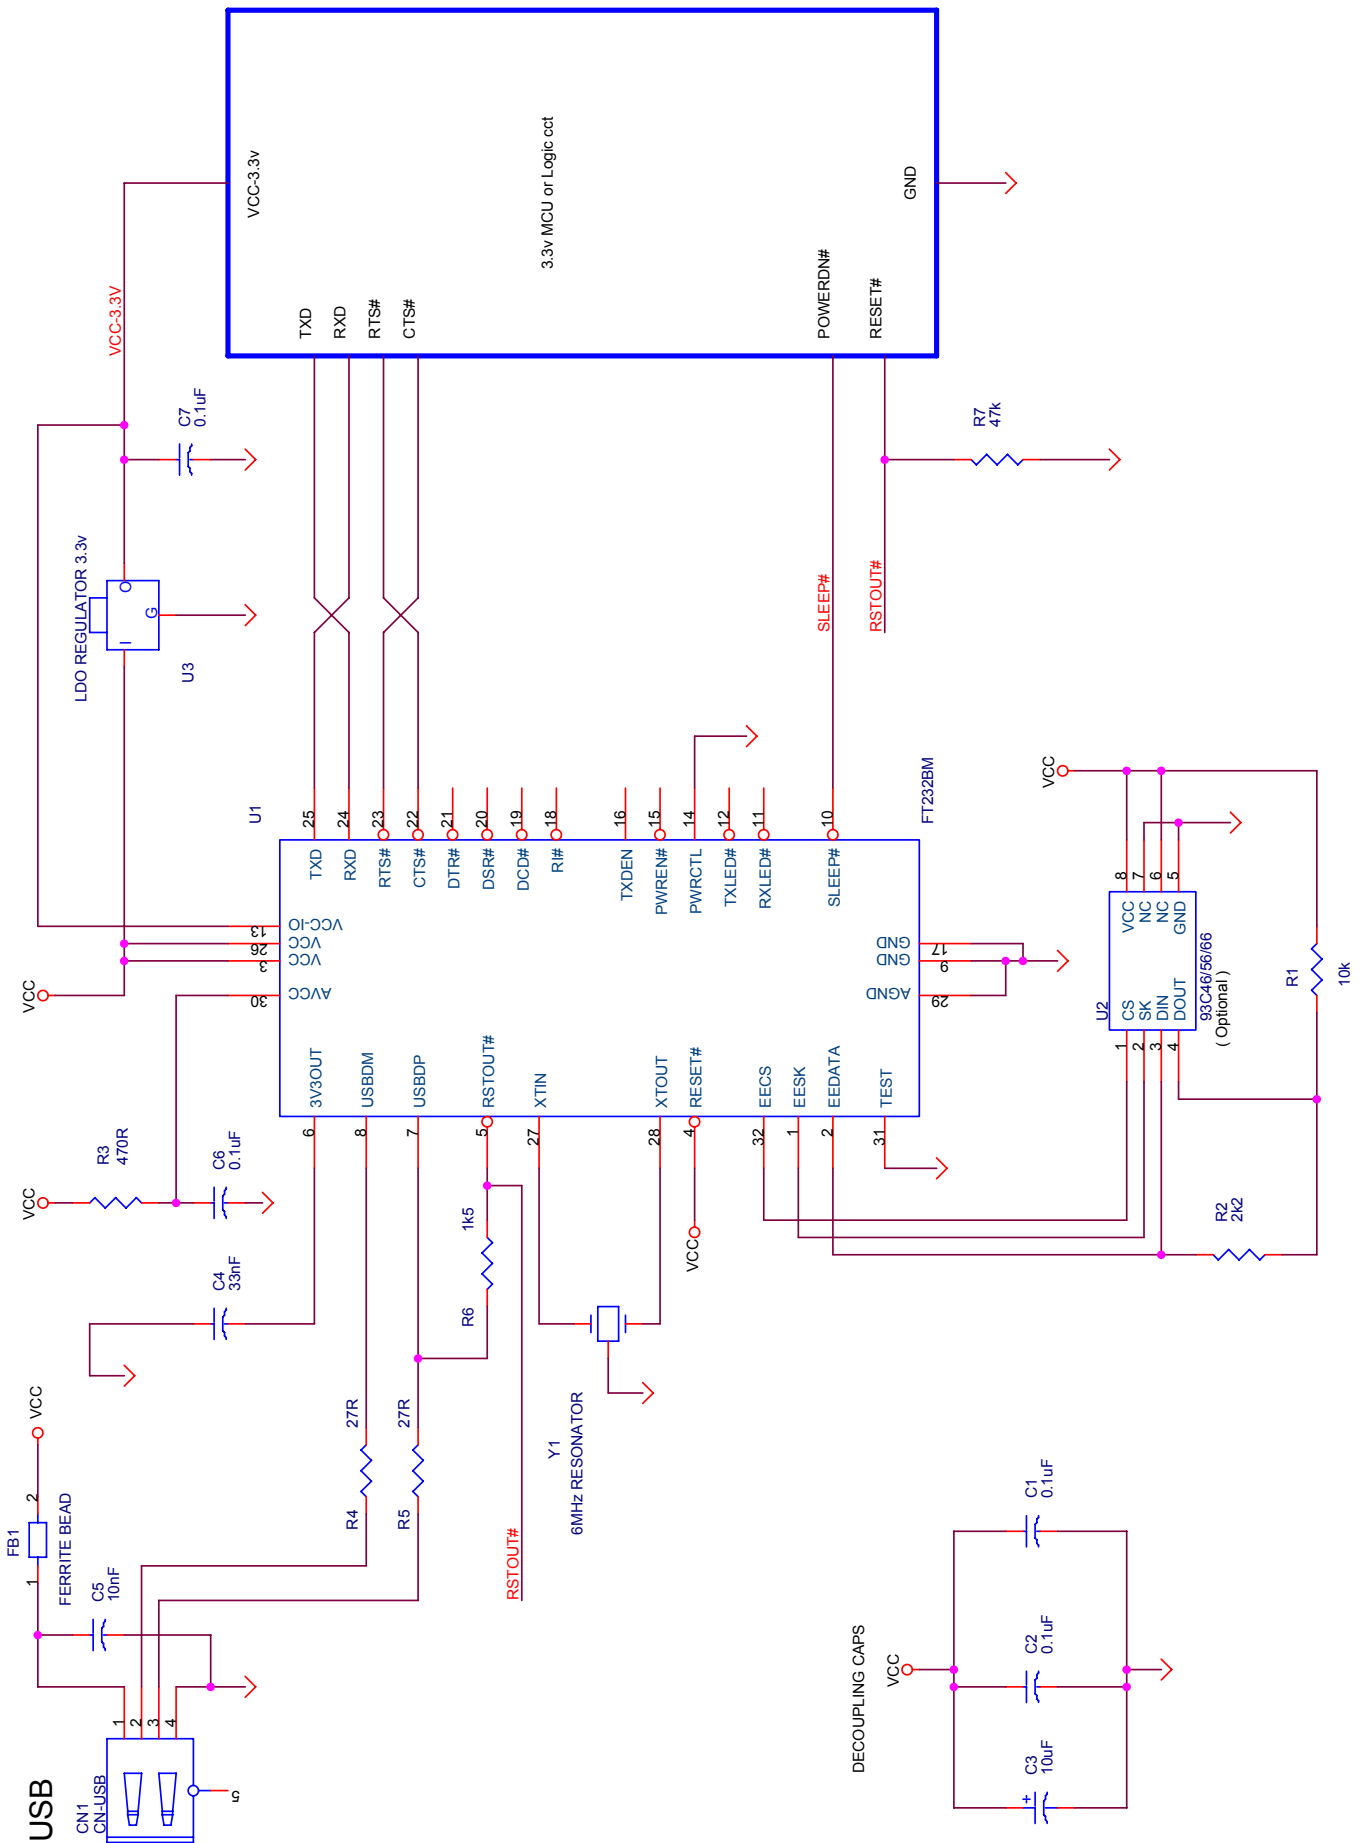 USB
CN1
CN-USB
1
2
3
4
5
FB1
1
2
FERRITE BEAD
VCC
C5
10nF
C4
33nF
VCC
R3
470R
C6
0.1uF
VCC
LDO REGULATOR 3.3v
I
O
G
U3
C7
0.1uF
VCC-3.3V
VCC-3.3v
3.3v MCU or Logic cct
GND
TXD
RXD
RTS#
CTS#
POWERDN#
RESET#
R4
27R
R5
27R
R6
1k5
RSTOUT#
Y1
6MHz RESONATOR
VCC
U1
FT232BM
6
3V3OUT
8
USBDM
7
USBDP
5
RSTOUT#
27
XTIN
28
XTOUT
4
RESET#
32
EECS
1
EESK
2
EEDATA
31
TEST
30
AVCC
3
VCC
26
VCC
13
VCC-IO
TXD
25
RXD
24
RTS#
23
CTS#
22
DTR#
21
DSR#
20
DCD#
19
RI#
18
TXDEN
16
PWREN#
15
PWRCTL
14
TXLED#
12
RXLED#
11
SLEEP#
10
AGND
29
GND
9
GND
17
SLEEP#
RSTOUT#
R7
47k
U2
1
CS
2
SK
3
DIN
4
DOUT
VCC
8
NC
7
NC
6
GND
5
93C46/56/66
( Optional )
VCC
R1
10k
R2
2k2
DECOUPLING CAPS
VCC
C3
10uF
+
C2
0.1uF
C1
0.1uF